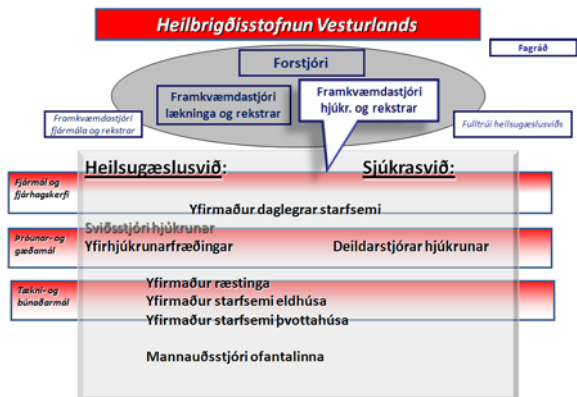 Heilbrigðisstofnun Vesturlands
Fagráð
Forstjóri
Framkvæmdastjóri
lækninga og rekstrar
Framkvæmdastjóri
hjúkr. og rekstrar
Framkvæmdastjóri
fjármála og rekstrar
Fulltrúi heilsugæslusviðs
Heilsugæslusvið:
Sjúkrasvið:
Fjármál og
fjárhagskerfi
Yfirmaður daglegrar starfsemi
Sviðsstjóri hjúkrunar
Þróunar- og
gæðamál
Yfirhjúkrunarfræðingar
Deildarstjórar hjúkrunar
Tækni- og
búnaðarmál
Yfirmaður ræstinga
Yfirmaður starfsemi eldhúsa
Yfirmaður starfsemi þvottahúsa
Mannauðsstjóri ofantalinna